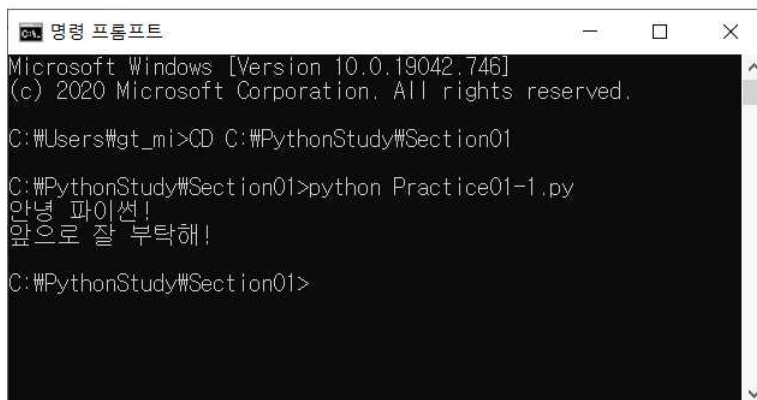 명령 프롬프트
Microsoft Windows [Version 10.0.19042.746]
(c) 2020 Microsoft Corporation. All rights reserved.
C:₩Users₩gt_mi>CD C:₩PythonStudy₩Section01
C:₩PythonStudy₩Section01>python Practice01-1.py
안녕 파이썬!
앞으로 잘 부탁해!
C:₩PythonStudy₩Section01>